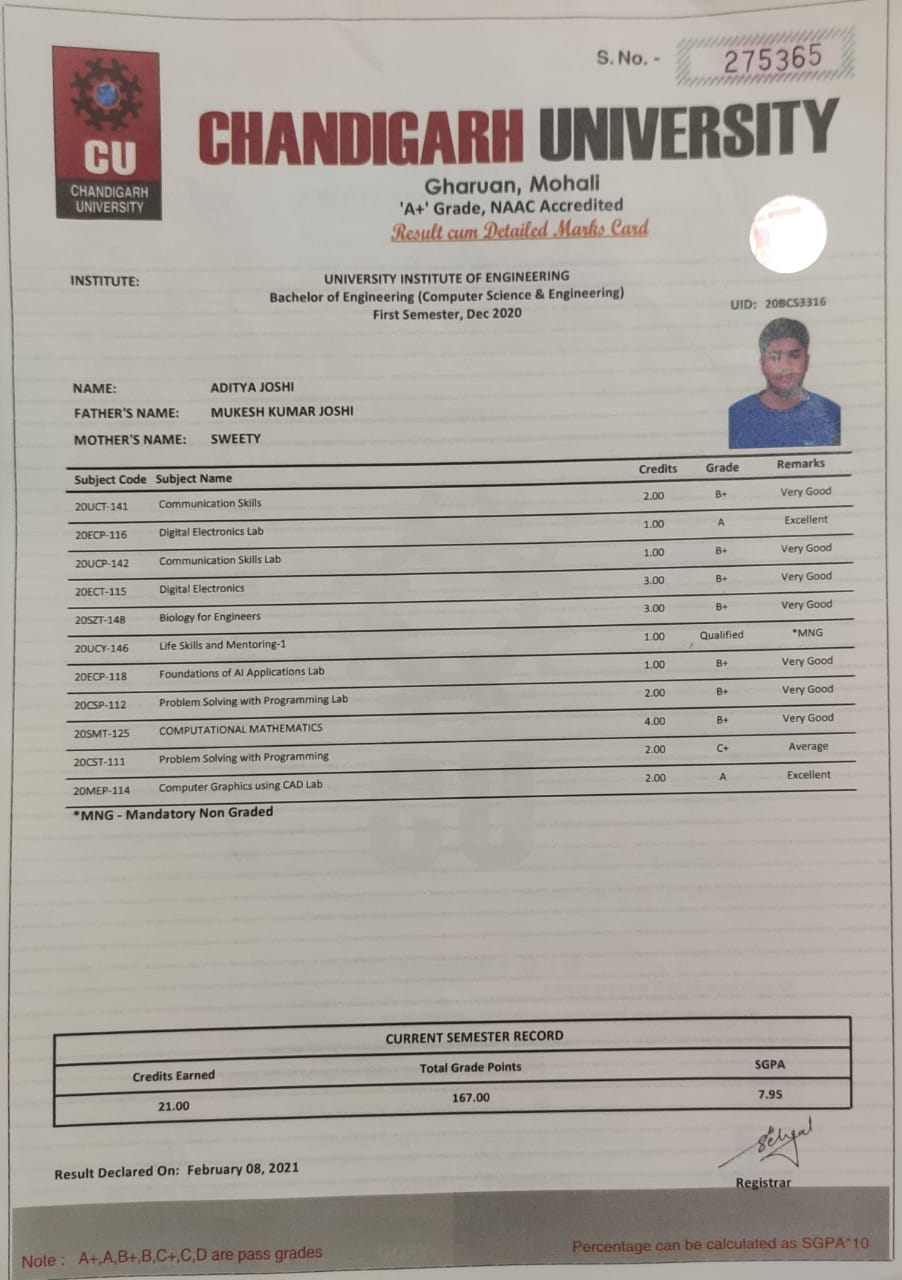 S. No. - 275365
CU
CHANDIGARH
UNIVERSITY
CHANDIGARH UNIVERSITY
Gharuan, Mohali
'A+' Grade, NAAC Accredited
Result cum Detailed Marks Card
INSTITUTE: UNIVERSITY INSTITUTE OF ENGINEERING
Bachelor of Engineering (Computer Science & Engineering)
First Semester, Dec 2020
UID: 20BCS3316
NAME: ADITYA JOSHI
FATHER'S NAME: MUKESH KUMAR JOSHI
MOTHER'S NAME: SWEETY
Subject Code Subject Name Credits Grade Remarks
20UCT-141 Communication Skills 2.00 B+ Very Good
20ECP-116 Digital Electronics Lab 1.00 A Excellent
20UCP-142 Communication Skills Lab 1.00 B+ Very Good
20ECT-115 Digital Electronics 3.00 B+ Very Good
20SZT-148 Biology for Engineers 3.00 B+ Very Good
20UCY-146 Life Skills and Mentoring-1 1.00 Qualified *MNG
20ECP-118 Foundations of AI Applications Lab 1.00 B+ Very Good
20CSP-112 Problem Solving with Programming Lab 2.00 B+ Very Good
20SMT-125 COMPUTATIONAL MATHEMATICS 4.00 B+ Very Good
20CST-111 Problem Solving with Programming 2.00 C+ Average
20MEP-114 Computer Graphics using CAD Lab 2.00 A Excellent
*MNG - Mandatory Non Graded
CU
CURRENT SEMESTER RECORD
Credits Earned Total Grade Points SGPA
21.00 167.00 7.95
Sehgal
Result Declared On: February 08, 2021
Registrar
Note : A+,A,B+,B,C+,C,D are pass grades
Percentage can be calculated as SGPA*10